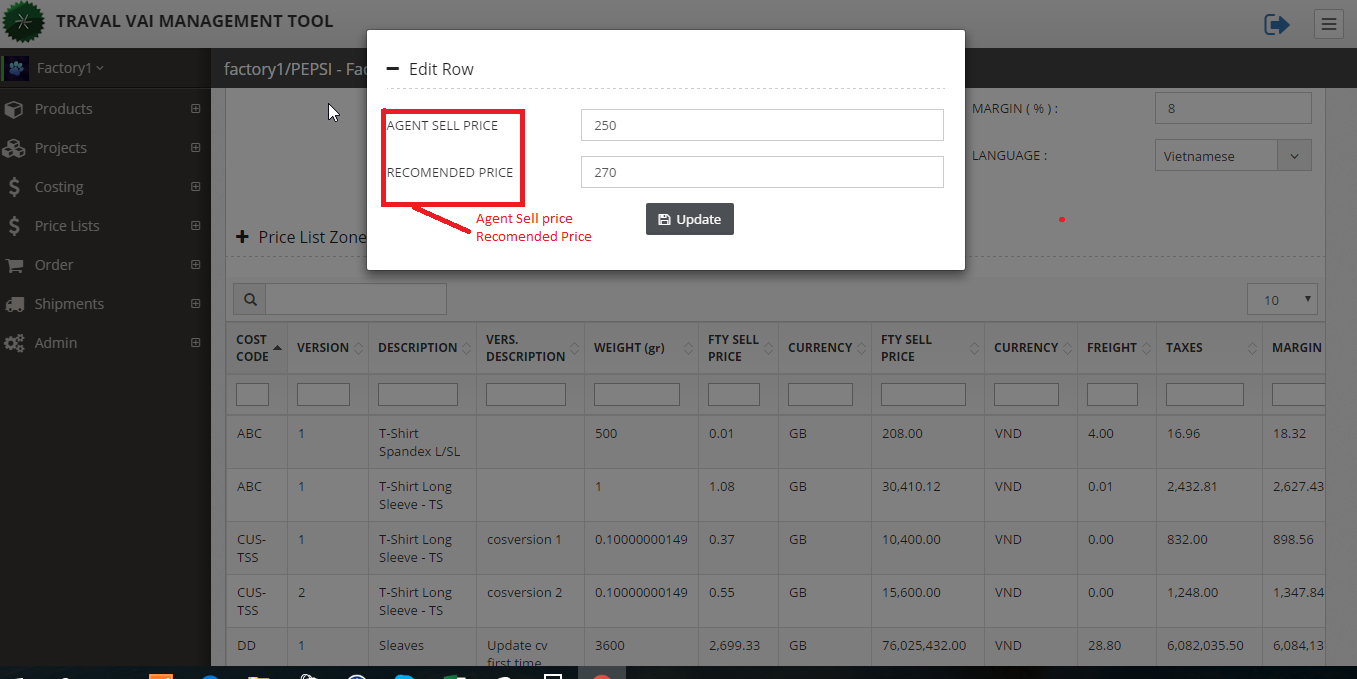 TRAVAL VAI MANAGEMENT TOOL
Factory1
factory1/PEPSI - Fac
Products
Projects
Costing
Price Lists
Order
Shipments
Admin
Edit Row
AGENT SELL PRICE 250
RECOMENDED PRICE 270
Agent Sell price
Recomended Price
Update
MARGIN ( % ) : 8
LANGUAGE : Vietnamese
Price List Zone
10
COST CODE VERSION DESCRIPTION VERS. DESCRIPTION WEIGHT (gr) FTY SELL PRICE CURRENCY FTY SELL PRICE CURRENCY FREIGHT TAXES MARGIN
ABC 1 T-Shirt Spandex L/SL 500 0.01 GB 208.00 VND 4.00 16.96 18.32
ABC 1 T-Shirt Long Sleeve - TS 1 1.08 GB 30,410.12 VND 0.01 2,432.81 2,627.43
CUS-TSS 1 T-Shirt Long Sleeve - TS cosversion 1 0.10000000149 0.37 GB 10,400.00 VND 0.00 832.00 898.56
CUS-TSS 2 T-Shirt Long Sleeve - TS cosversion 2 0.10000000149 0.55 GB 15,600.00 VND 0.00 1,248.00 1,347.84
DD 1 Sleaves Update cv first time 3600 2,699.33 GB 76,025,432.00 VND 28.80 6,082,035.50 6,084,13